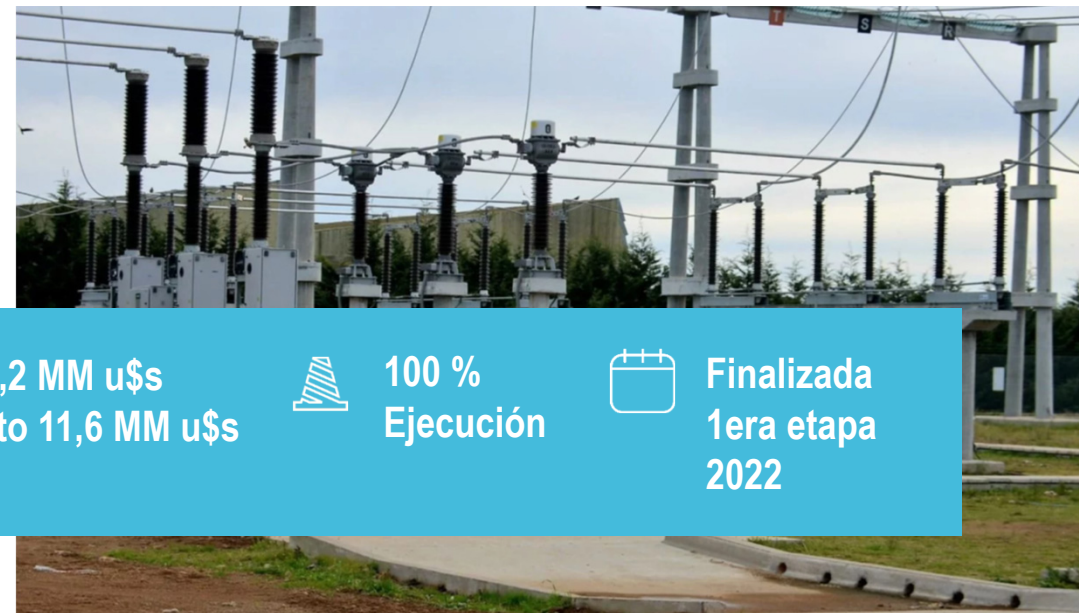 T S R
,2 MM u$s
to 11,6 MM u$s
100 %
Ejecución
Finalizada
1era etapa
2022